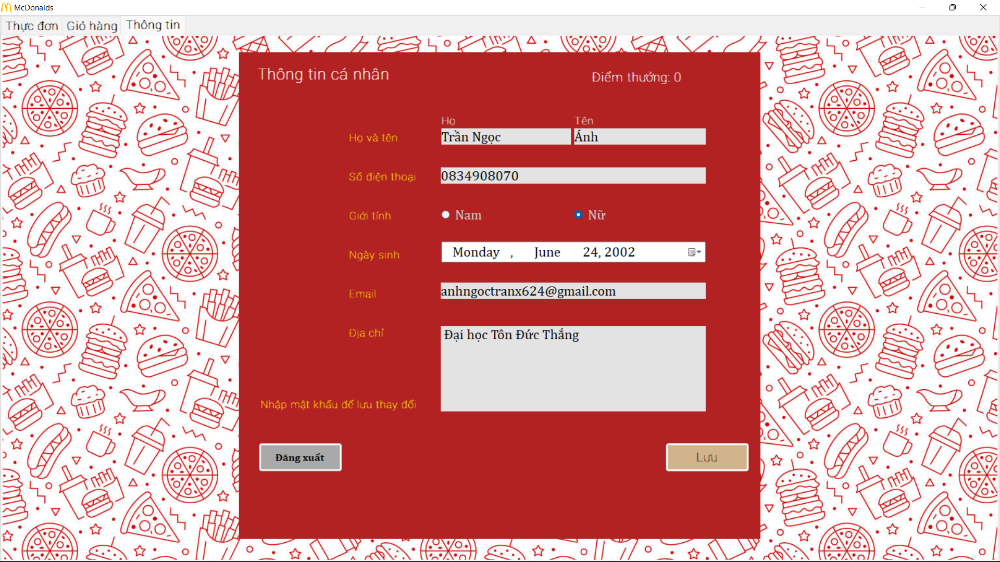 McDonalds
Thực đơn Giỏ hàng Thông tin
Thông tin cá nhân
Điểm thưởng: 0
Họ Tên
Họ và tên Trần Ngọc Ánh
Số điện thoại 0834908070
Giới tính Nam Nữ
Ngày sinh Monday , June 24, 2002
Email anhngoctranx624@gmail.com
Địa chỉ Đại học Tôn Đức Thắng
Nhập mật khẩu để lưu thay đổi
Đăng xuất Lưu